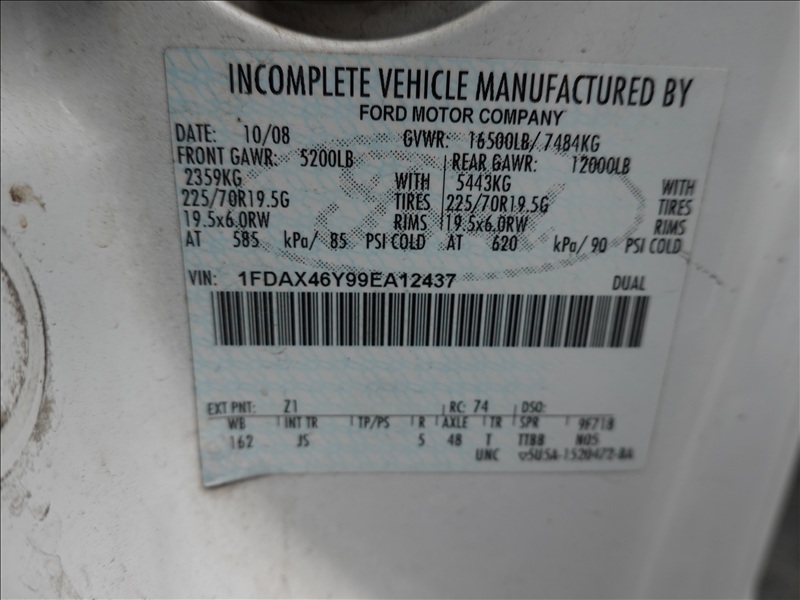 INCOMPLETE VEHICLE MANUFACTURED BY
FORD MOTOR COMPANY
DATE: 10/08 GVWR: 16500LB/ 7484KG
FRONT GAWR: 5200LB REAR GAWR: 12000LB
2359KG WITH 5443KG WITH
225/70R19.5G TIRES 225/70R19.5G TIRES
19.5x6.0RW RIMS 19.5x6.0RW RIMS
AT 585 kPa/ 85 PSI COLD AT 620 kPa/ 90 PSI COLD
VIN: 1FDAX46Y99EA12437 DUAL
EXT PNT: Z1 RC: 74 DSO:
WB INT TR TP/PS R AXLE TR SPR 9F718
162 JS 5 48 T TTBB N05
UNC